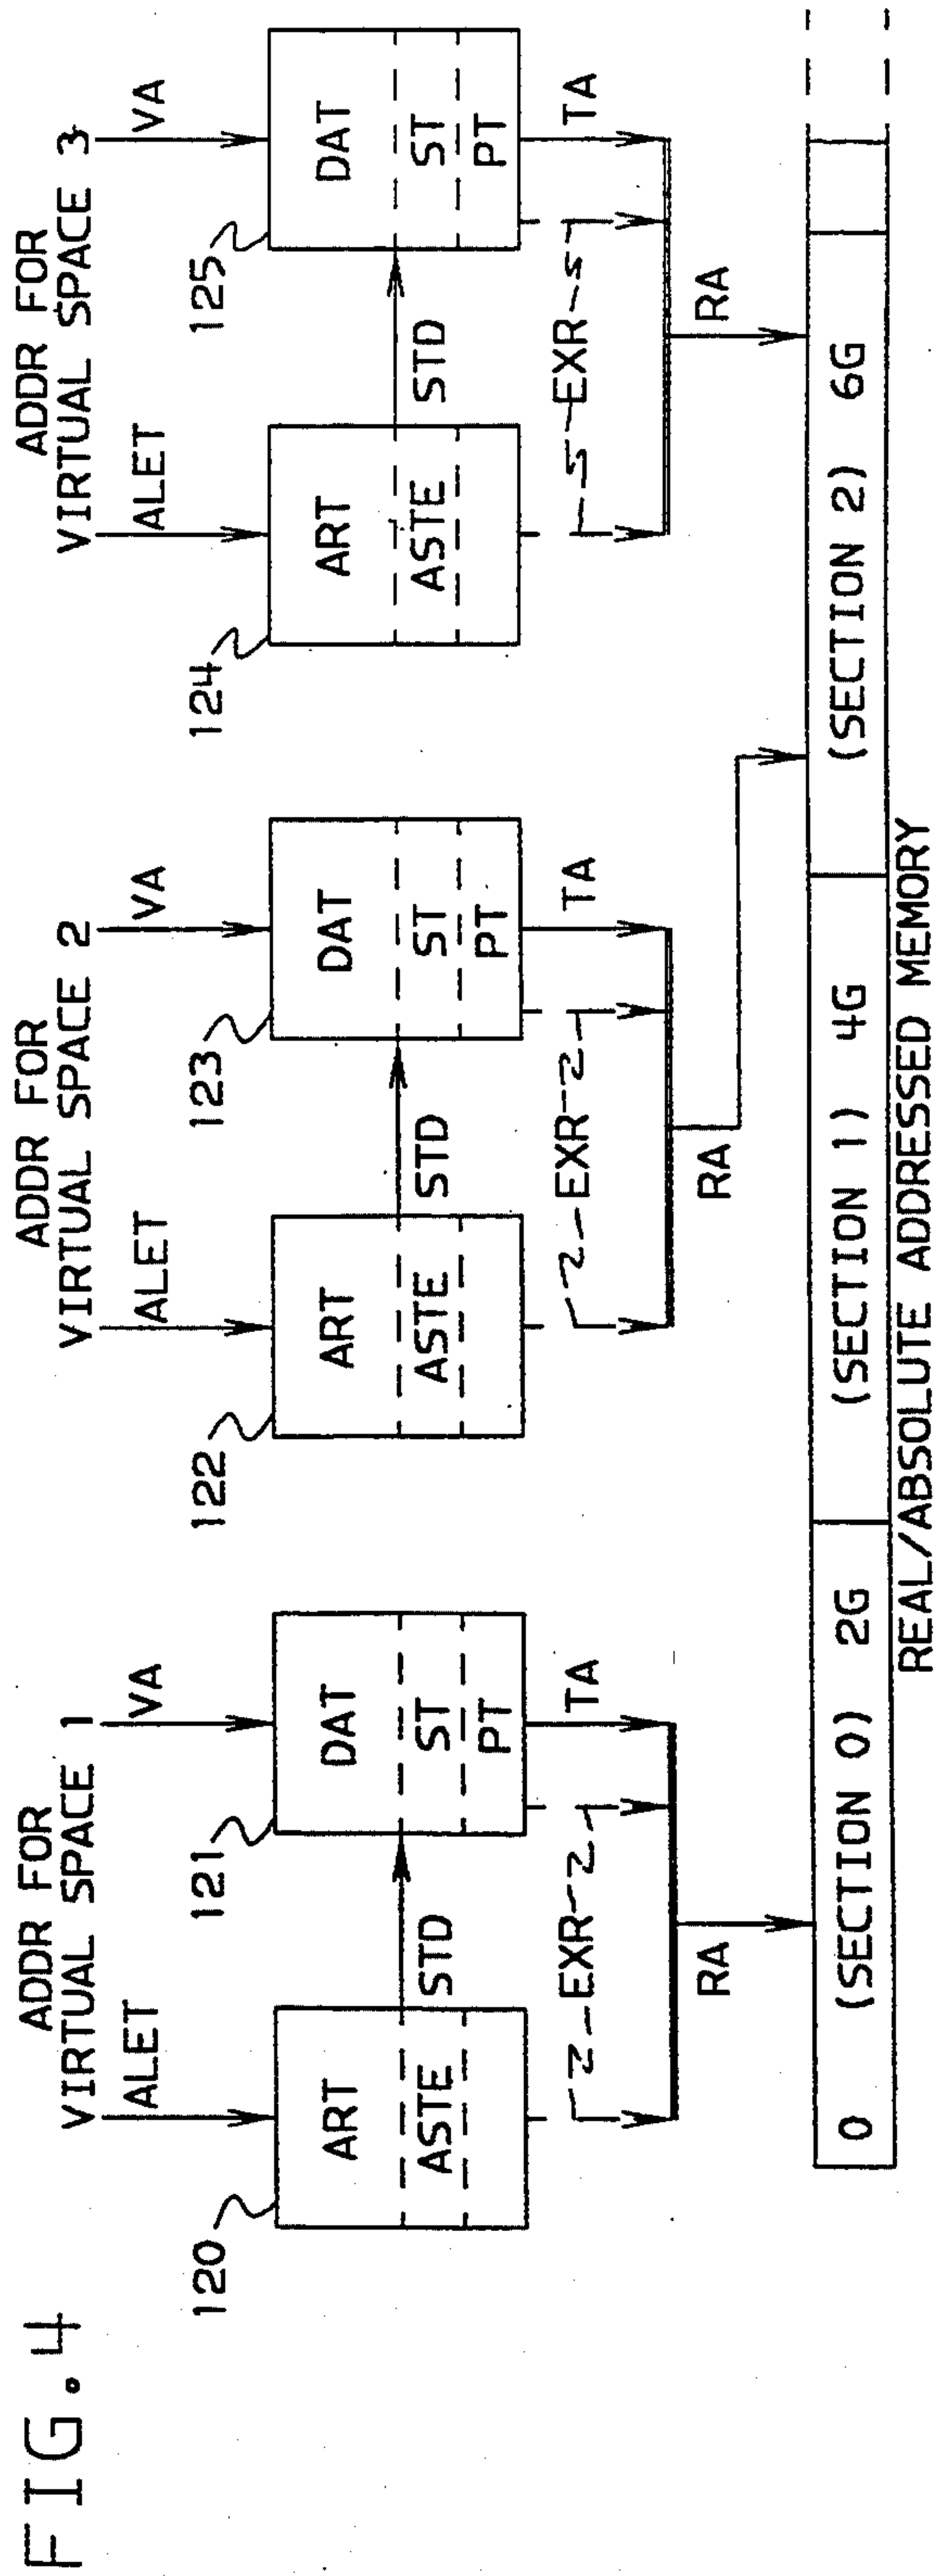 FIG.4
ADDR FOR
VIRTUAL SPACE 1
ALET
VA
120
ART
ASTE
STD
121
DAT
ST
PT
EXR
TA
RA
ADDR FOR
VIRTUAL SPACE 2
ALET
VA
122
ART
ASTE
STD
123
DAT
ST
PT
EXR
TA
RA
ADDR FOR
VIRTUAL SPACE 3
ALET
VA
124
ART
ASTE
STD
125
DAT
ST
PT
EXR
TA
RA
0 (SECTION 0) 2G (SECTION 1) 4G (SECTION 2) 6G
REAL/ABSOLUTE ADDRESSED MEMORY